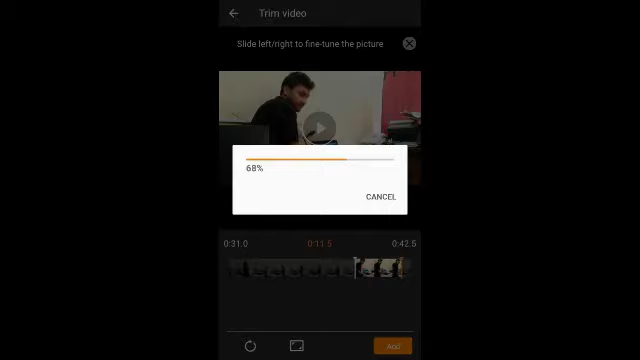 Trim video
Slide left/right to fine-tune the picture
68%
CANCEL
0:31.0 0:11.5 0:42.5
Add